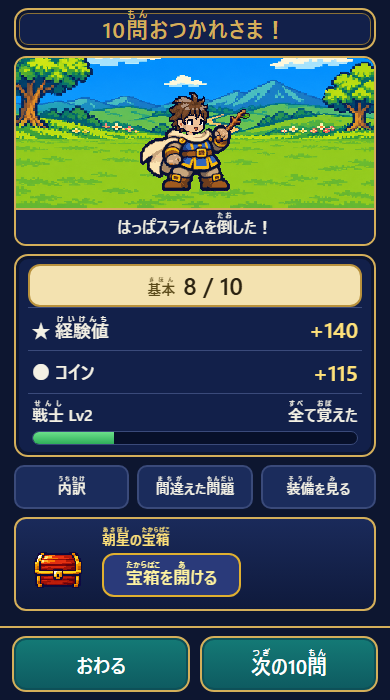 10問おつかれさま！
はっぱスライムを倒した！
基本 8 / 10
★ 経験値 +140
● コイン +115
戦士 Lv2 全て覚えた
内訳 間違えた問題 装備を見る
朝星の宝箱
宝箱を開ける
おわる 次の10問